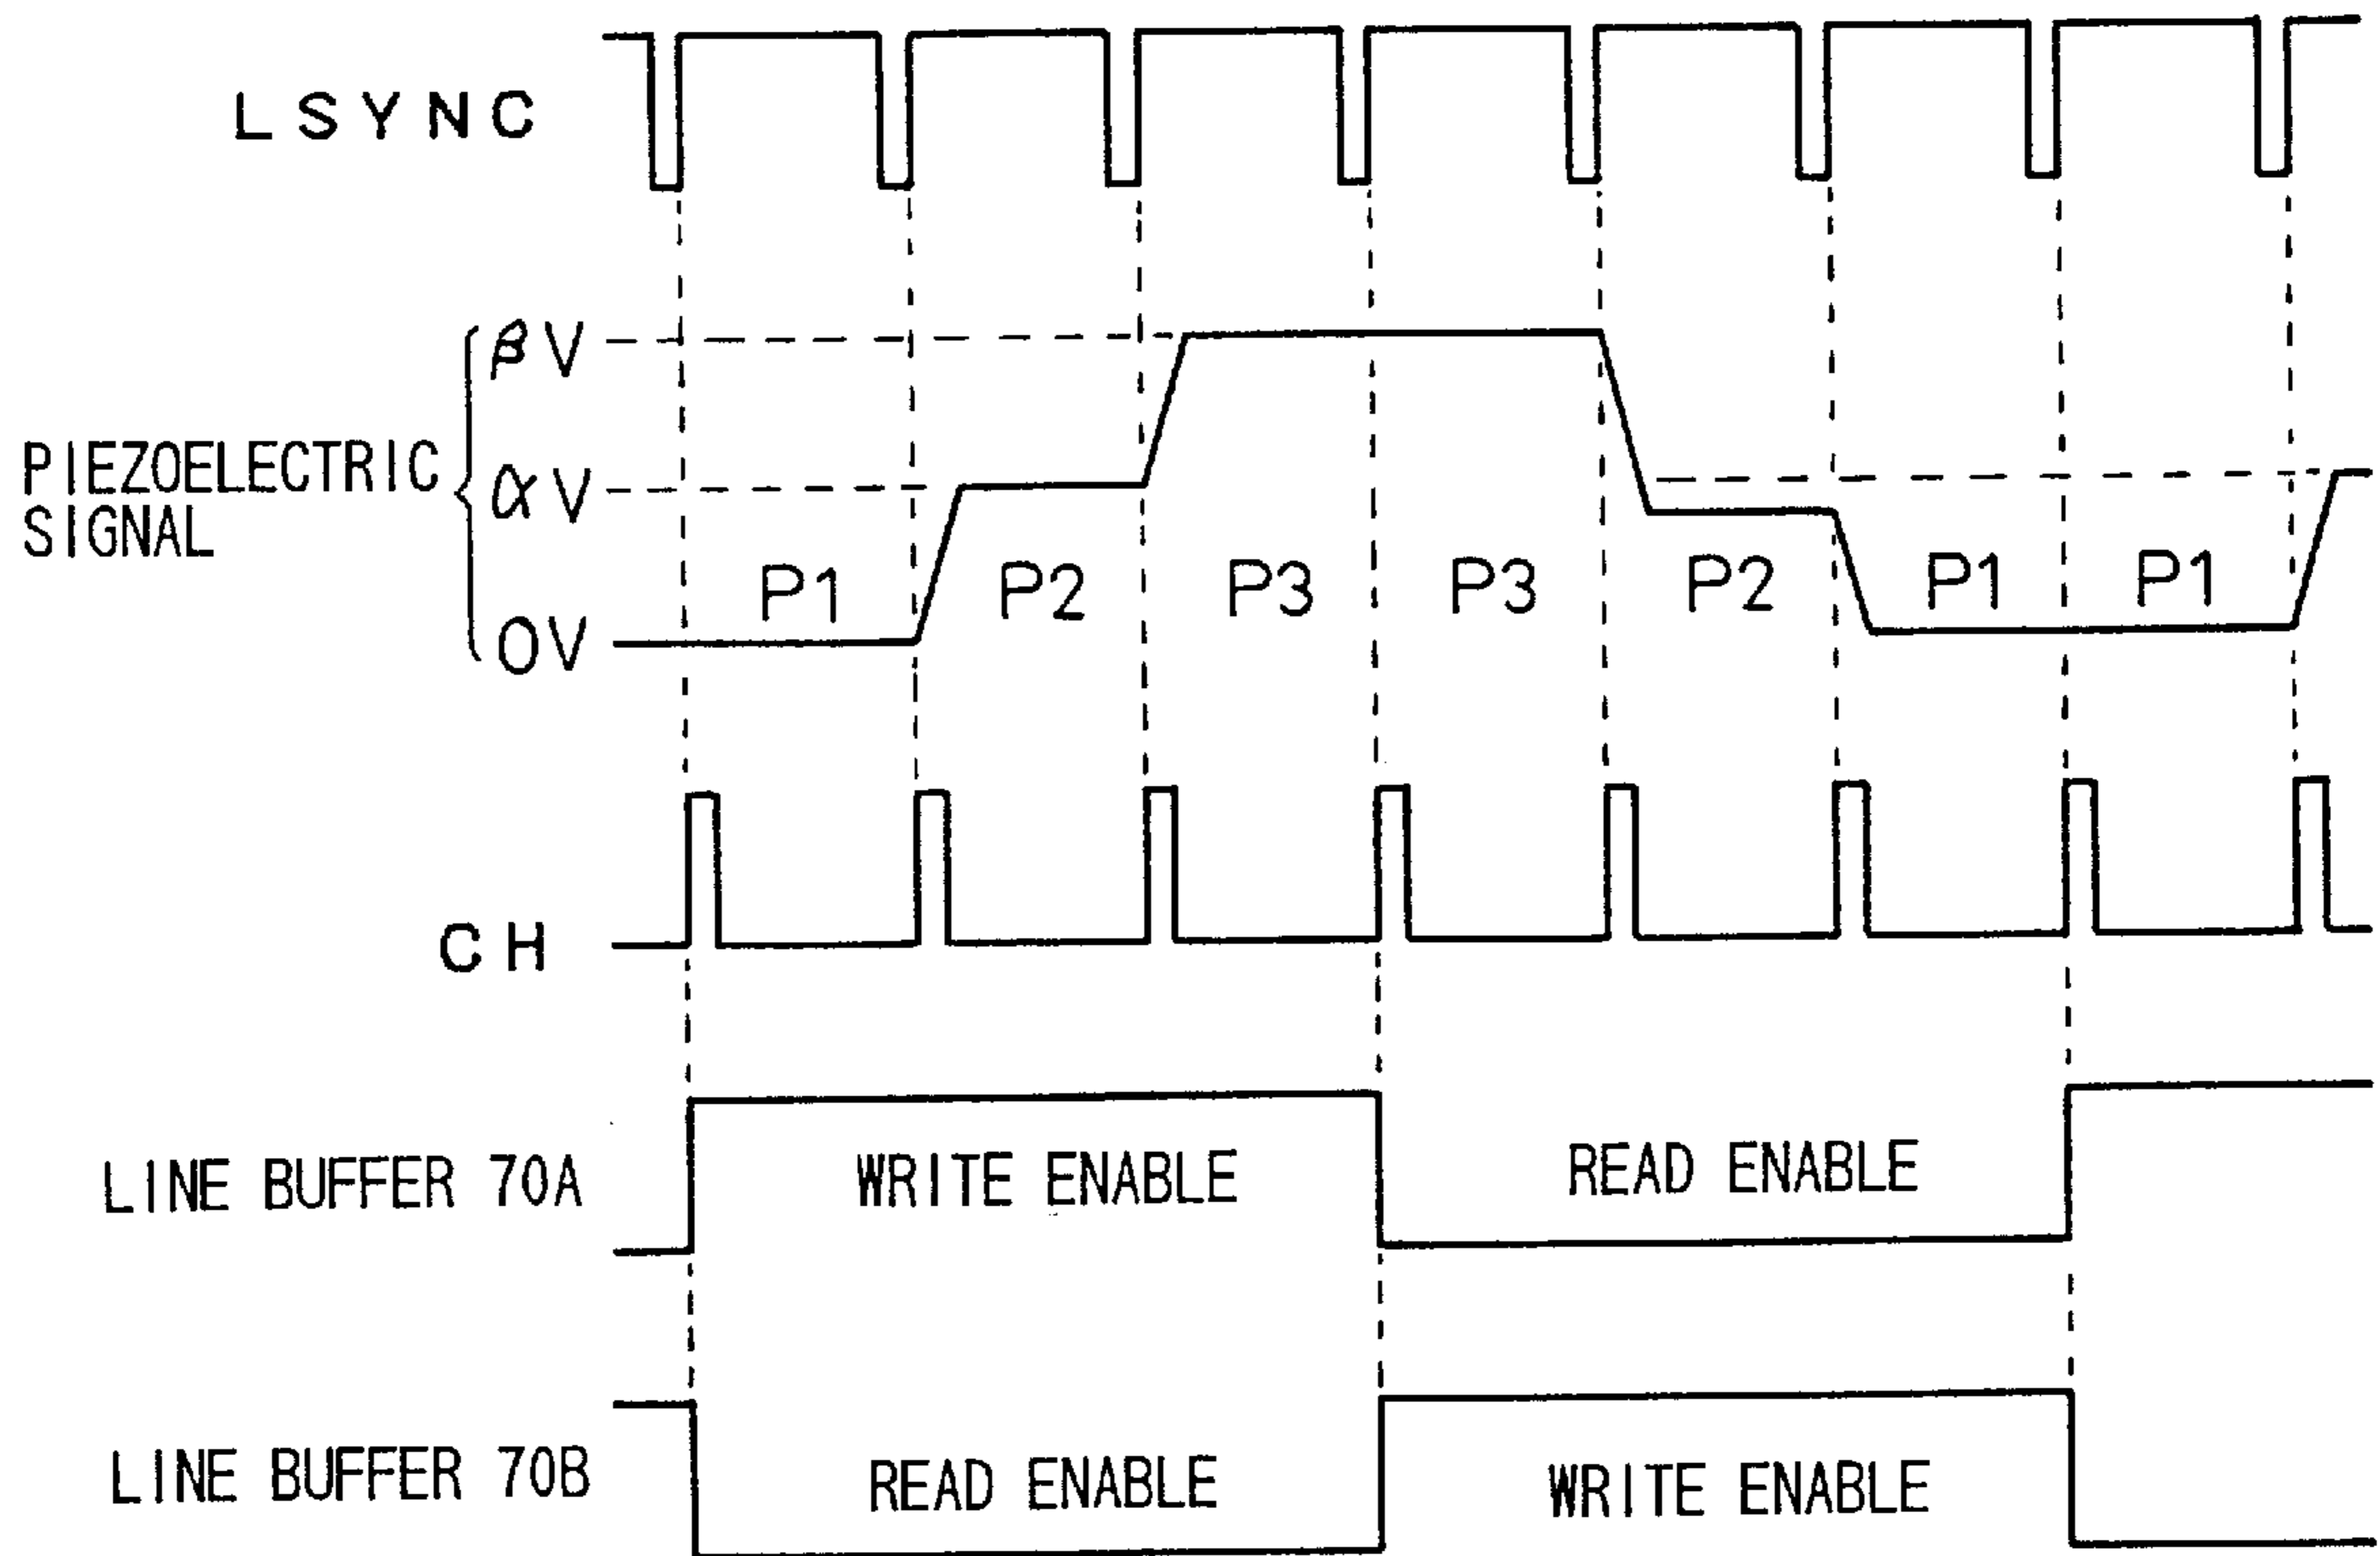 LSYNC
βV
PIEZOELECTRIC
SIGNAL
αV
0V
P1 P2 P3 P3 P2 P1 P1
CH
LINE BUFFER 70A
WRITE ENABLE
READ ENABLE
LINE BUFFER 70B
READ ENABLE
WRITE ENABLE